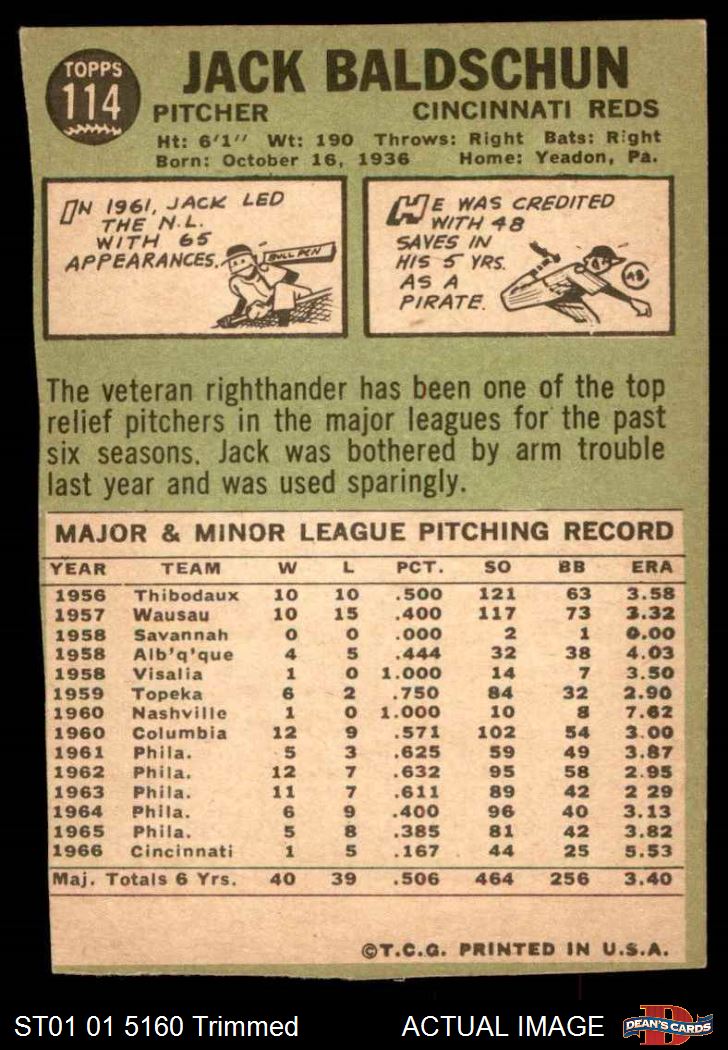 TOPPS
114
JACK BALDSCHUN
PITCHER CINCINNATI REDS
Ht: 6'1" Wt: 190 Throws: Right Bats: Right
Born: October 16, 1936 Home: Yeadon, Pa.
IN 1961, JACK LED
THE N.L.
WITH 65
APPEARANCES.
BULL PEN
HE WAS CREDITED
WITH 48
SAVES IN
HIS 5 YRS.
AS A
PIRATE.
48
The veteran righthander has been one of the top
relief pitchers in the major leagues for the past
six seasons. Jack was bothered by arm trouble
last year and was used sparingly.
MAJOR & MINOR LEAGUE PITCHING RECORD
YEAR TEAM W L PCT. SO BB ERA
1956 Thibodaux 10 10 .500 121 63 3.58
1957 Wausau 10 15 .400 117 73 3.32
1958 Savannah 0 0 .000 2 1 0.00
1958 Alb'q'que 4 5 .444 32 38 4.03
1958 Visalia 1 0 1.000 14 7 3.50
1959 Topeka 6 2 .750 84 32 2.90
1960 Nashville 1 0 1.000 10 8 7.62
1960 Columbia 12 9 .571 102 54 3.00
1961 Phila. 5 3 .625 59 49 3.87
1962 Phila. 12 7 .632 95 58 2.95
1963 Phila. 11 7 .611 89 42 2 29
1964 Phila. 6 9 .400 96 40 3.13
1965 Phila. 5 8 .385 81 42 3.82
1966 Cincinnati 1 5 .167 44 25 5.53
Maj. Totals 6 Yrs. 40 39 .506 464 256 3.40
©T.C.G. PRINTED IN U.S.A.
ST01 01 5160 Trimmed ACTUAL IMAGE
D
DEAN'S CARDS